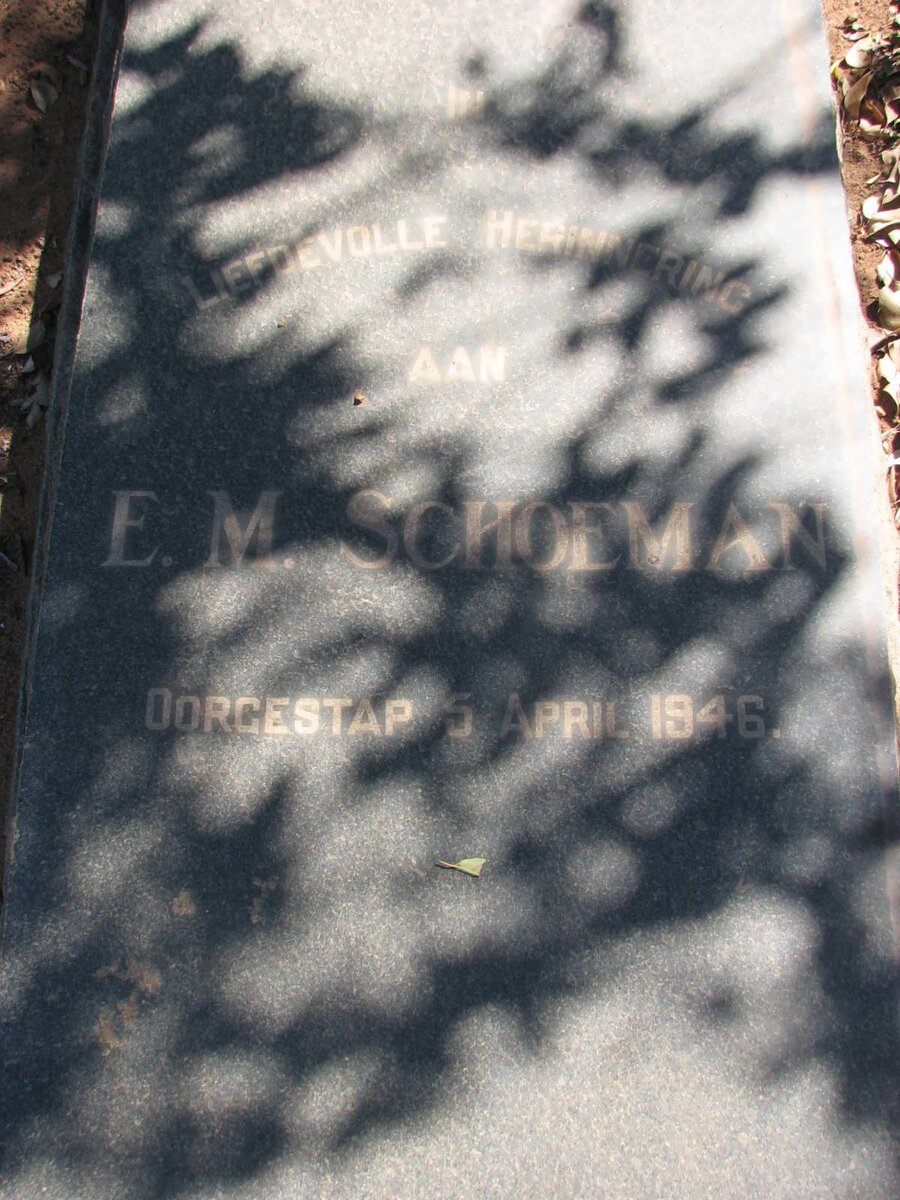 IN
LIEFDEVOLLE HERINNERING
AAN
E. M. SCHOEMAN
OORGESTAP 5 APRIL 1946.